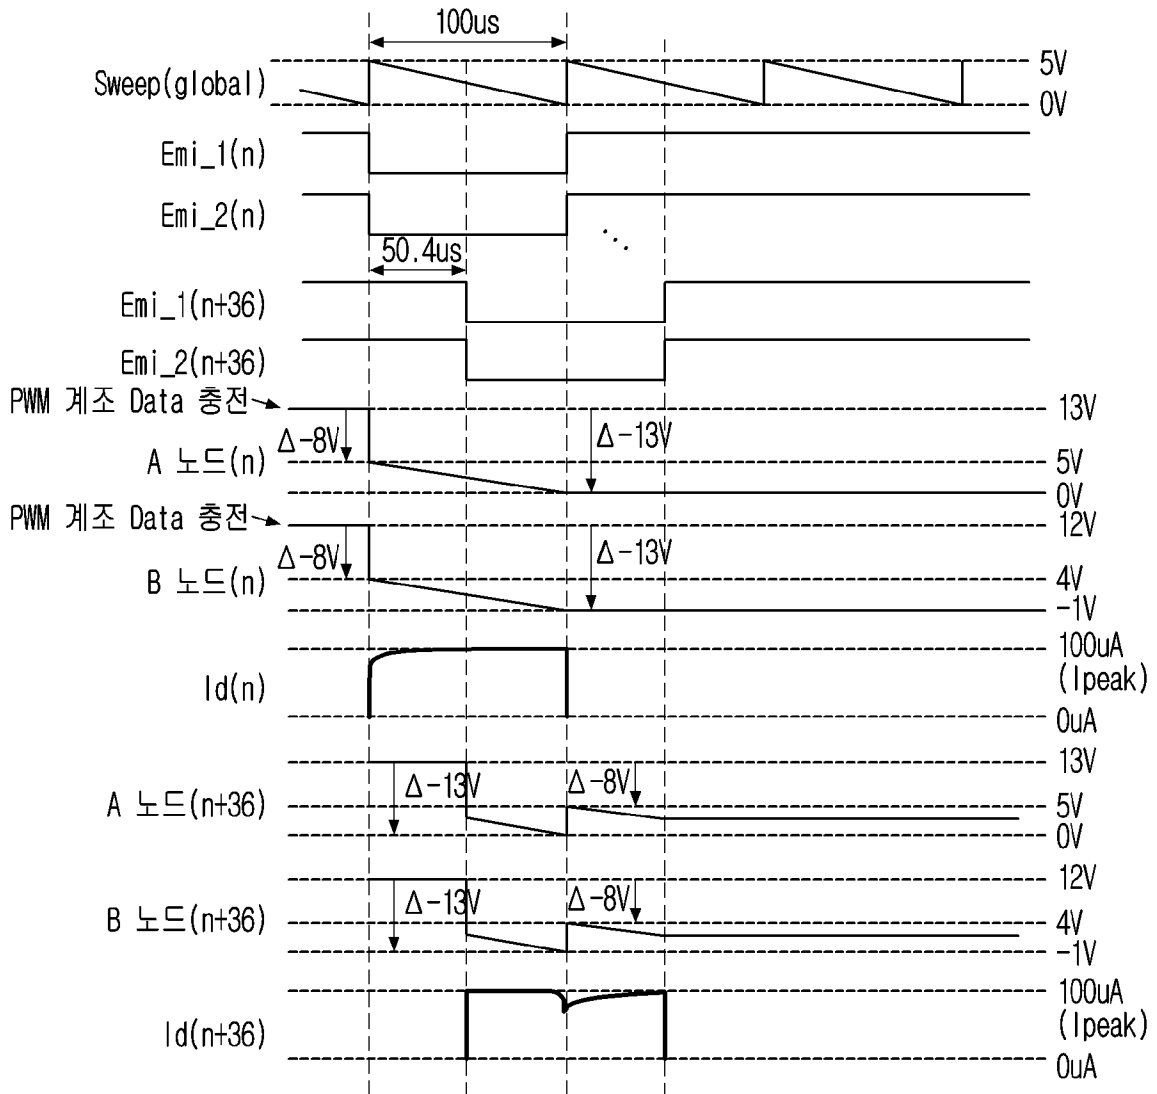 100us
Sweep(global)
5V
0V
Emi_1(n)
Emi_2(n)
...
50.4us
Emi_1(n+36)
Emi_2(n+36)
PWM 계조 Data 충전
13V
Δ-8V
Δ-13V
A 노드(n)
5V
0V
PWM 계조 Data 충전
12V
Δ-8V
Δ-13V
B 노드(n)
4V
-1V
100uA
(Ipeak)
Id(n)
0uA
13V
Δ-13V
Δ-8V
A 노드(n+36)
5V
0V
12V
Δ-13V
Δ-8V
B 노드(n+36)
4V
-1V
100uA
(Ipeak)
Id(n+36)
0uA